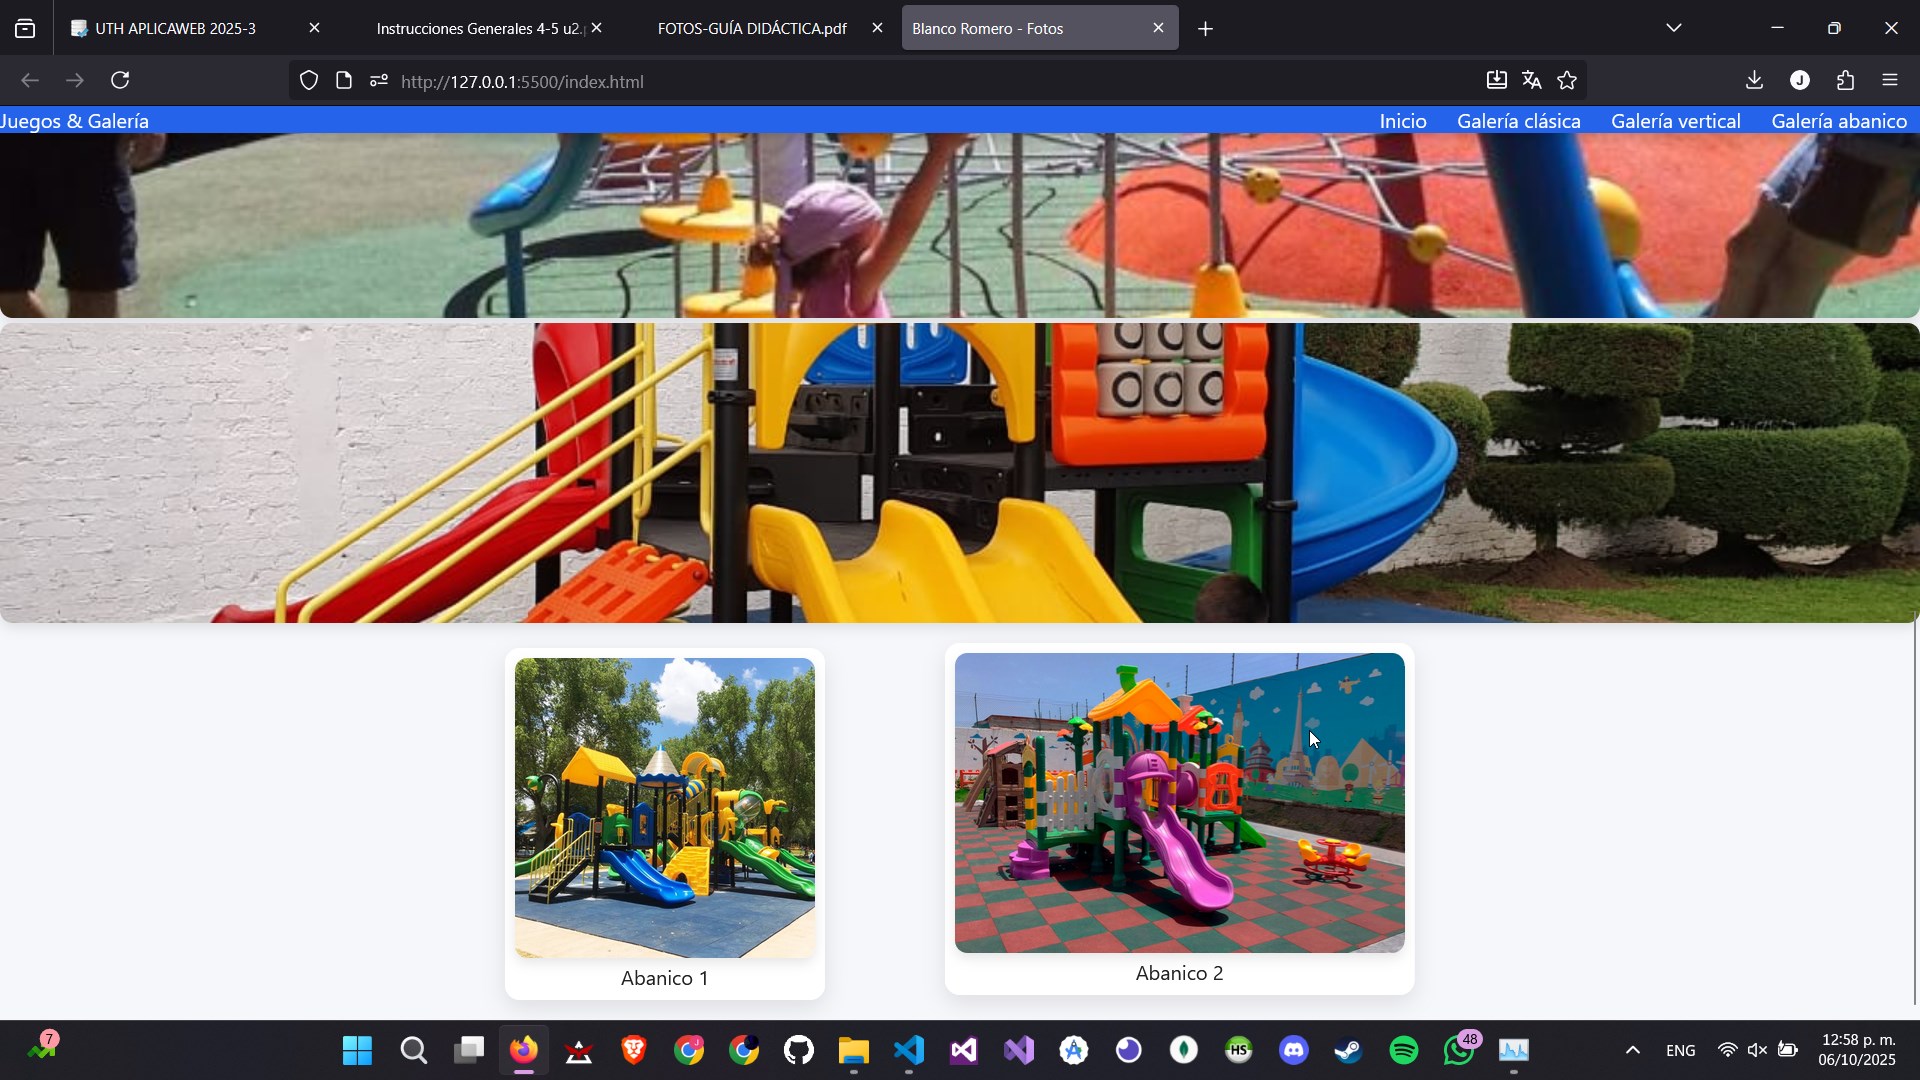 UTH APLICAWEB 2025-3
Instrucciones Generales 4-5 u2.
FOTOS-GUÍA DIDÁCTICA.pdf
Blanco Romero - Fotos
http://127.0.0.1:5500/index.html
J
Juegos & Galería
Inicio Galería clásica Galería vertical Galería abanico
Abanico 1
Abanico 2
7
J
HS
48
ENG
12:58 p. m.
06/10/2025